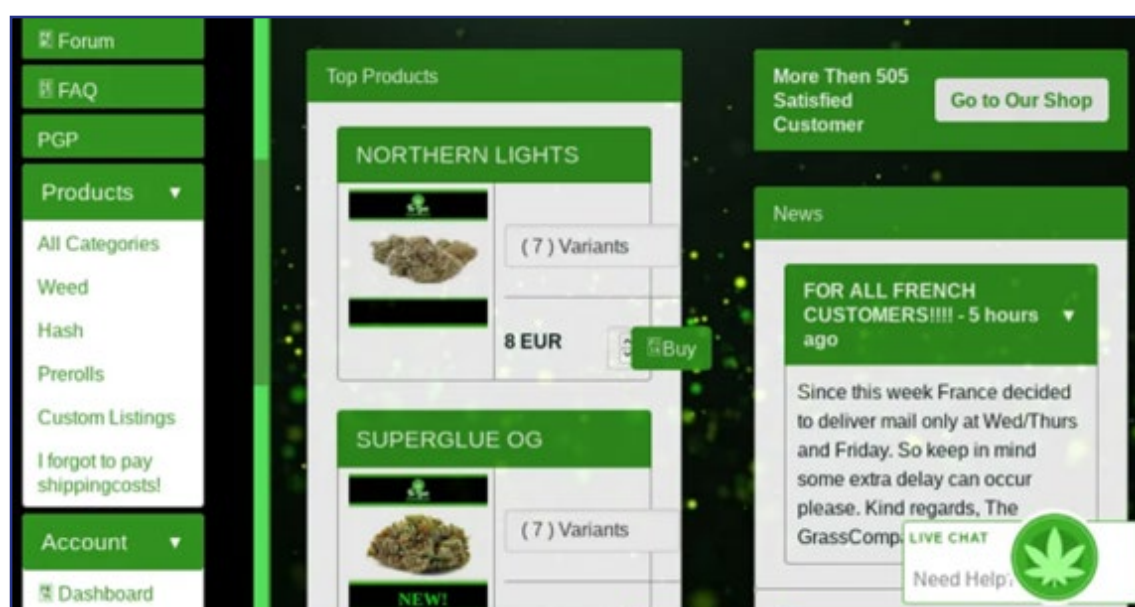 Forum
FAQ
PGP
Products ▼
All Categories
Weed
Hash
Prerolls
Custom Listings
I forgot to pay
shippingcosts!
Account ▼
Dashboard
Top Products
NORTHERN LIGHTS
( 7 ) Variants
8 EUR
Buy
SUPERGLUE OG
( 7 ) Variants
NEW!
More Then 505
Satisfied
Customer
Go to Our Shop
News
FOR ALL FRENCH
CUSTOMERS!!!! - 5 hours ▼
ago
Since this week France decided
to deliver mail only at Wed/Thurs
and Friday. So keep in mind
some extra delay can occur
please. Kind regards, The
GrassCompa
LIVE CHAT
Need Help?